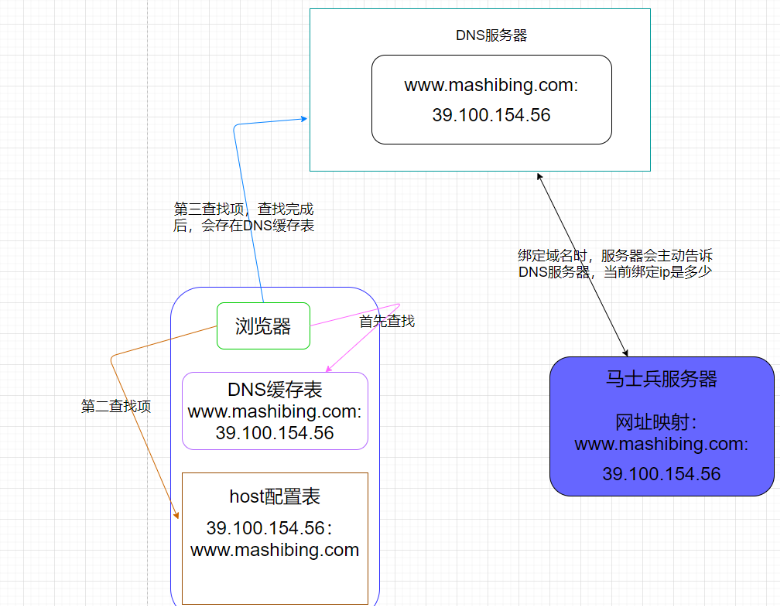 DNS服务器
www.mashibing.com:
39.100.154.56
第三查找项，查找完成
后，会存在DNS缓存表
绑定域名时，服务器会主动告诉
DNS服务器，当前绑定ip是多少
浏览器
首先查找
DNS缓存表
www.mashibing.com:
39.100.154.56
第二查找项
host配置表
39.100.154.56：
www.mashibing.com
马士兵服务器
网址映射：
www.mashibing.com:
39.100.154.56